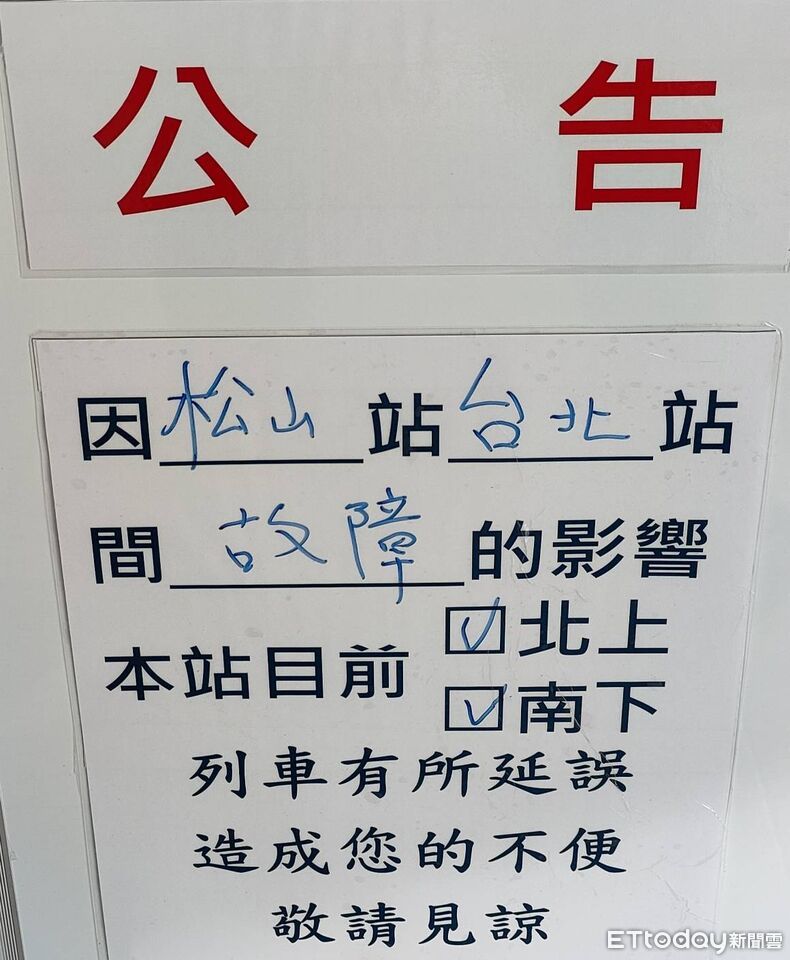 公告
因松山站台北站
間故障的影響
本站目前
☑北上
☑南下
列車有所延誤
造成您的不便
敬請見諒
ETtoday新聞雲